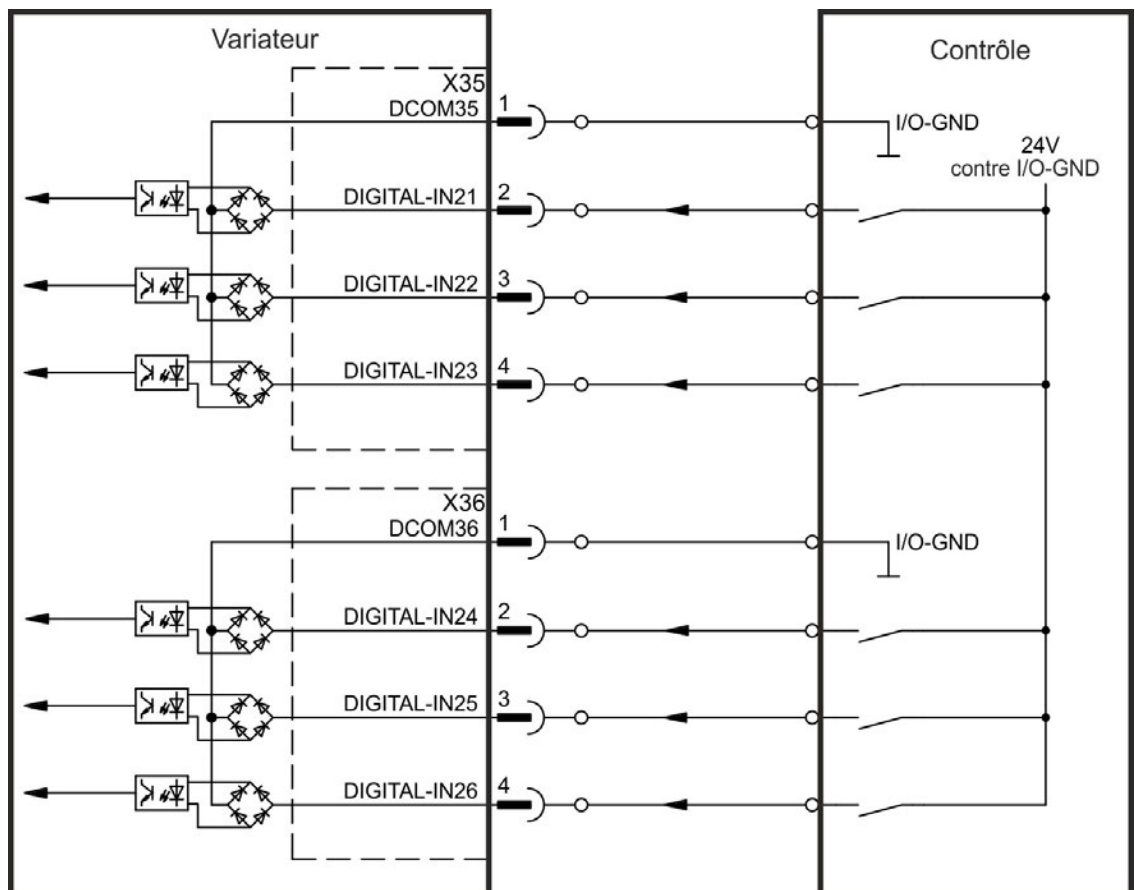 Variateur
Contrôle
X35
DCOM35
1
I/O-GND
24V
contre I/O-GND
DIGITAL-IN21
2
DIGITAL-IN22
3
DIGITAL-IN23
4
X36
DCOM36
1
I/O-GND
DIGITAL-IN24
2
DIGITAL-IN25
3
DIGITAL-IN26
4